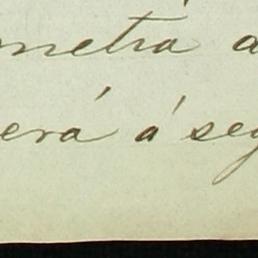 metra a
erá á seg